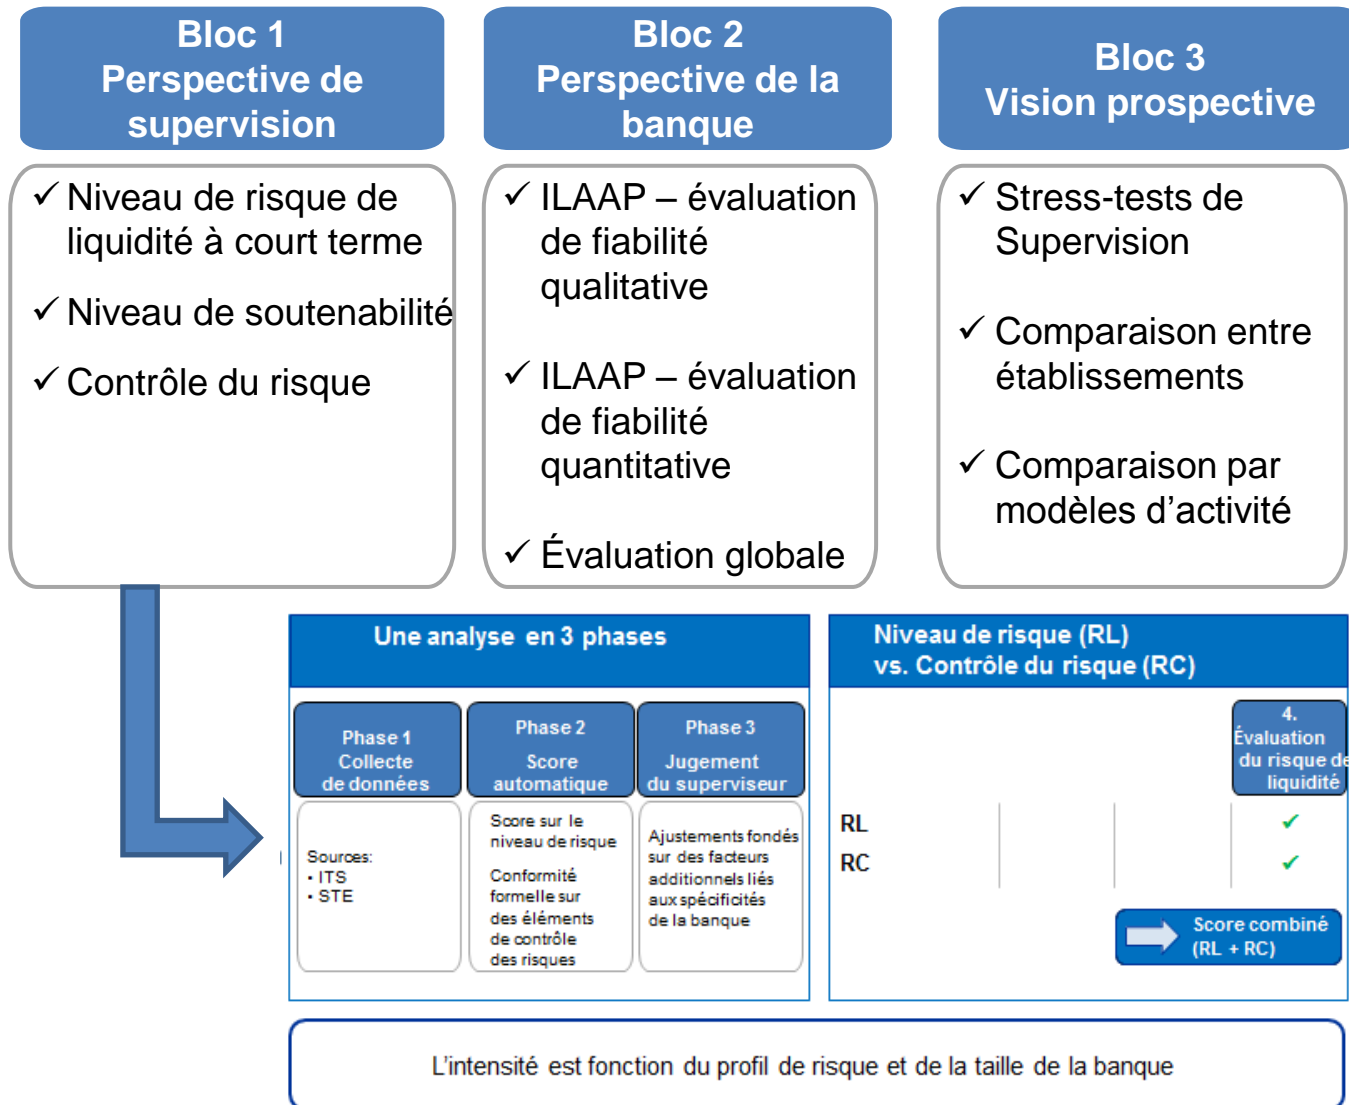 Bloc 1
Perspective de
supervision
Bloc 2
Perspective de la
banque
Bloc 3
Vision prospective
✓ Niveau de risque de
liquidité à court terme
✓ Niveau de soutenabilité
✓ Contrôle du risque
✓ ILAAP – évaluation
de fiabilité
qualitative
✓ ILAAP – évaluation
de fiabilité
quantitative
✓ Évaluation globale
✓ Stress-tests de
Supervision
✓ Comparaison entre
établissements
✓ Comparaison par
modèles d’activité
Une analyse en 3 phases
Phase 1
Collecte
de données
Phase 2
Score
automatique
Phase 3
Jugement
du superviseur
Sources:
• ITS
• STE
Score sur le
niveau de risque
Conformité
formelle sur
des éléments
de contrôle
des risques
Ajustements fondés
sur des facteurs
additionnels liés
aux spécificités
de la banque
Niveau de risque (RL)
vs. Contrôle du risque (RC)
4.
Évaluation
du risque de
liquidité
RL ✓
RC ✓
Score combiné
(RL + RC)
L'intensité est fonction du profil de risque et de la taille de la banque